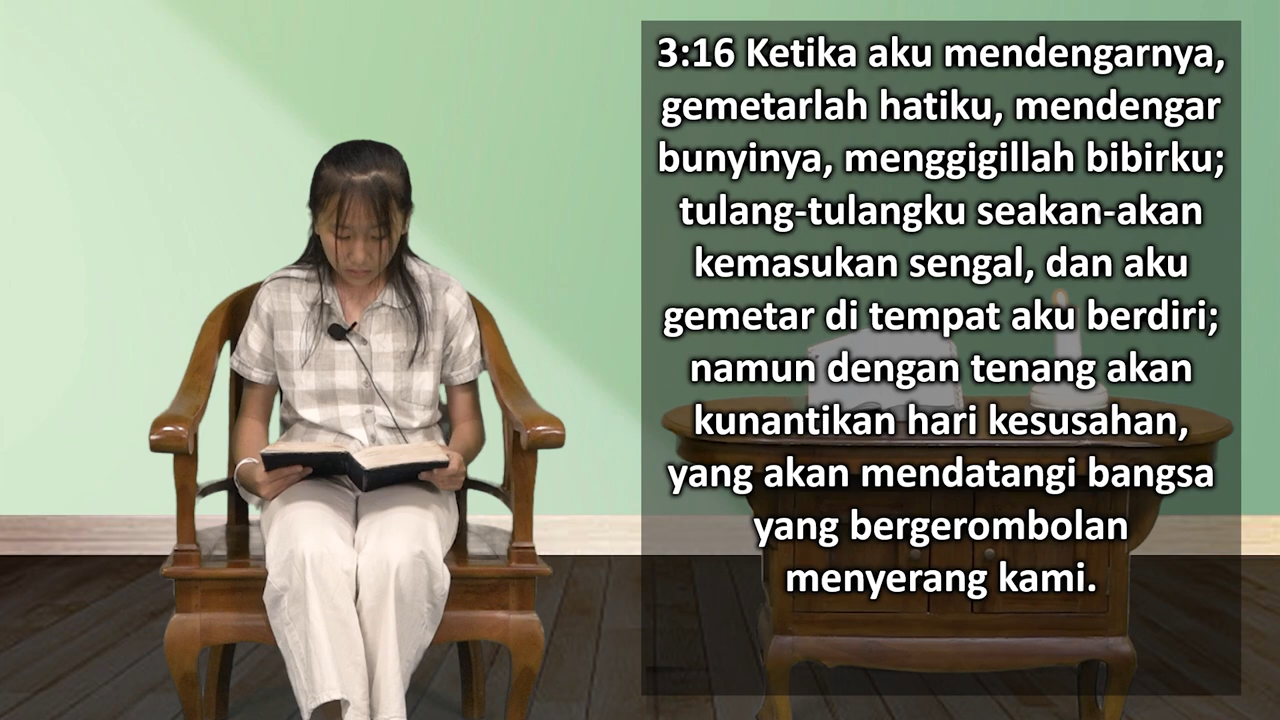 3:16 Ketika aku mendengarnya,
gemetarlah hatiku, mendengar
bunyinya, menggigillah bibirku;
tulang-tulangku seakan-akan
kemasukan sengal, dan aku
gemetar di tempat aku berdiri;
namun dengan tenang akan
kunantikan hari kesusahan,
yang akan mendatangi bangsa
yang bergerombolan
menyerang kami.